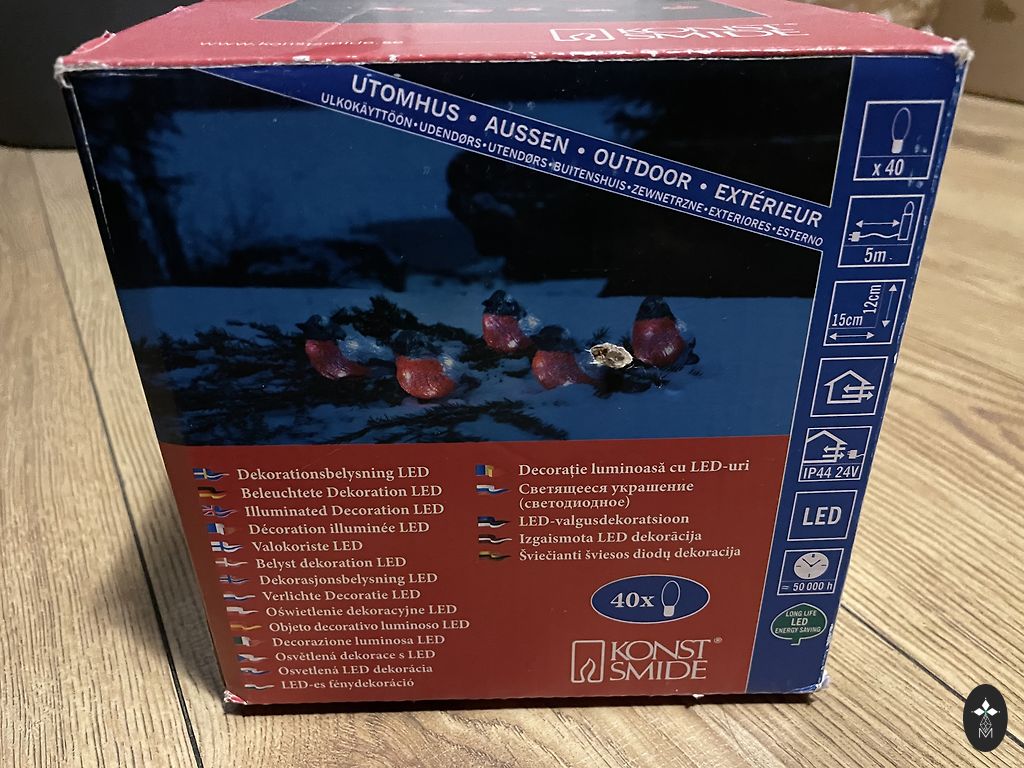 www.konstsmide.se
KONST
SMIDE
UTOMHUS • AUSSEN • OUTDOOR • EXTÉRIEUR
ULKOKÄYTTÖÖN•UDENDØRS•UTENDØRS•BUITENSHUIS•ZEWNETRZNE•EXTERIORES•ESTERNO
x 40
5m
15cm
12cm
IP44 24V
LED
≈ 50 000 h
LONG LIFE
LED
ENERGY SAVING
Dekorationsbelysning LED
Beleuchtete Dekoration LED
Illuminated Decoration LED
Décoration illuminée LED
Valokoriste LED
Belyst dekoration LED
Dekorasjonsbelysning LED
Verlichte Decoratie LED
Oświetlenie dekoracyjne LED
Objeto decorativo luminoso LED
Decorazione luminosa LED
Osvětlená dekorace s LED
Osvetlená LED dekorácia
LED-es fénydekoráció
Decorație luminoasă cu LED-uri
Светящееся украшение
(светодиодное)
LED-valgusdekoratsioon
Izgaismota LED dekorācija
Šviečianti šviesos diodų dekoracija
40x
KONST®
SMIDE
M